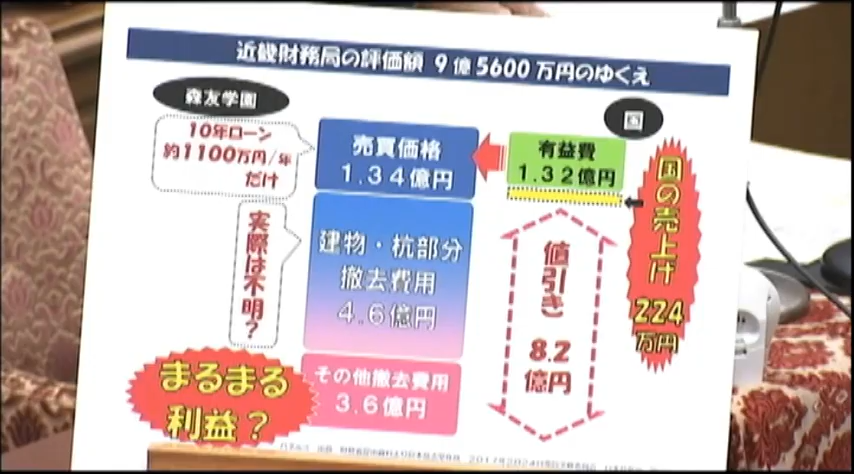 近畿財務局の評価額 9億5600万円のゆくえ
森友学園
国
10年ローン
約1100万円/年
だけ
売買価格
1.34億円
有益費
1.32億円
国の売上げ
224
万円
実際は不明?
建物・杭部分
撤去費用
4.6億円
値引き
8.2
億円
まるまる
利益?
その他撤去費用
3.6億円